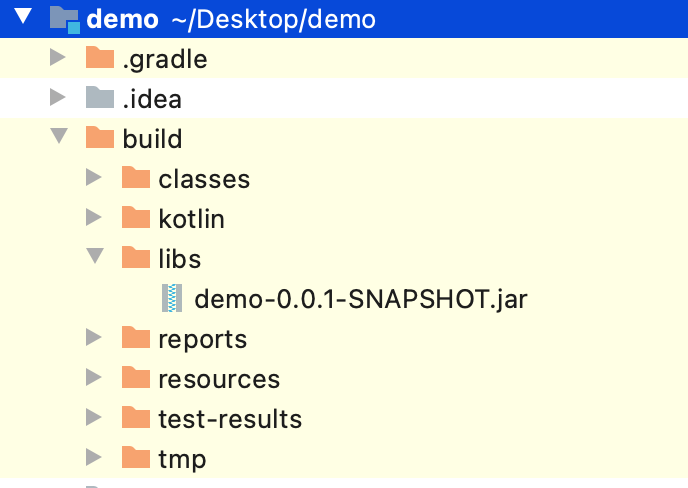 demo ~/Desktop/demo
.gradle
.idea
build
classes
kotlin
libs
demo-0.0.1-SNAPSHOT.jar
reports
resources
test-results
tmp